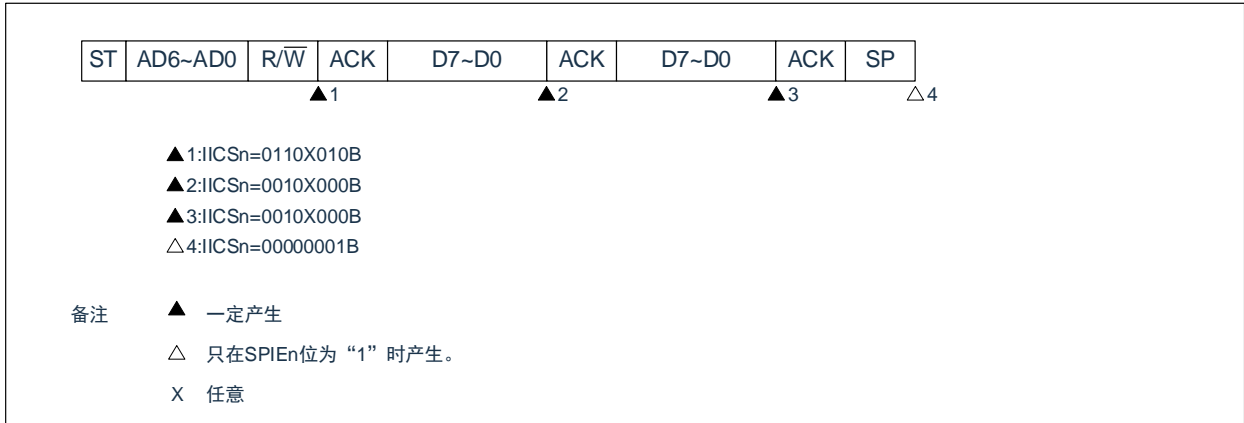 ST AD6~AD0 R/W̅ ACK D7~D0 ACK D7~D0 ACK SP
▲1 ▲2 ▲3 △4
▲1:IICSn=0110X010B
▲2:IICSn=0010X000B
▲3:IICSn=0010X000B
△4:IICSn=00000001B
备注 ▲ 一定产生
△ 只在SPIEn位为“1”时产生。
X 任意